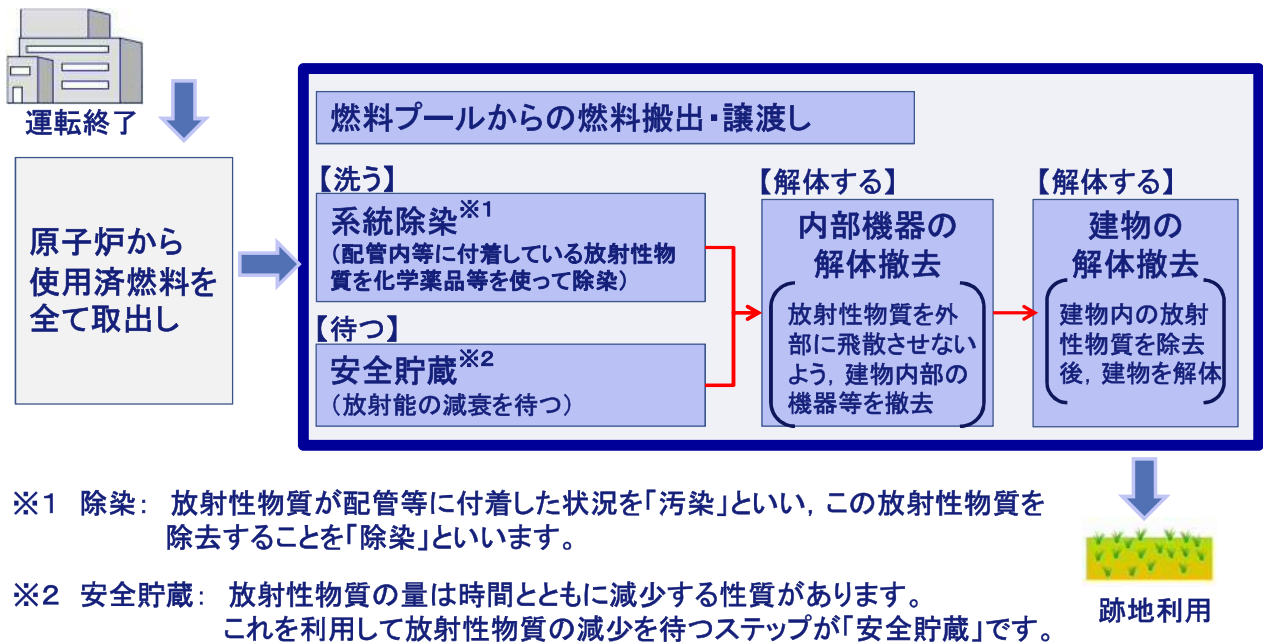 運転終了
原子炉から
使用済燃料を
全て取出し
燃料プールからの燃料搬出・譲渡し
【洗う】
系統除染※1
(配管内等に付着している放射性物
質を化学薬品等を使って除染)
【待つ】
安全貯蔵※2
(放射能の減衰を待つ)
【解体する】
内部機器の
解体撤去
放射性物質を外
部に飛散させない
よう,建物内部の
機器等を撤去
【解体する】
建物の
解体撤去
建物内の放射
性物質を除去
後,建物を解体
※1 除染: 放射性物質が配管等に付着した状況を「汚染」といい,この放射性物質を
除去することを「除染」といいます。
※2 安全貯蔵: 放射性物質の量は時間とともに減少する性質があります。
これを利用して放射性物質の減少を待つステップが「安全貯蔵」です。
跡地利用